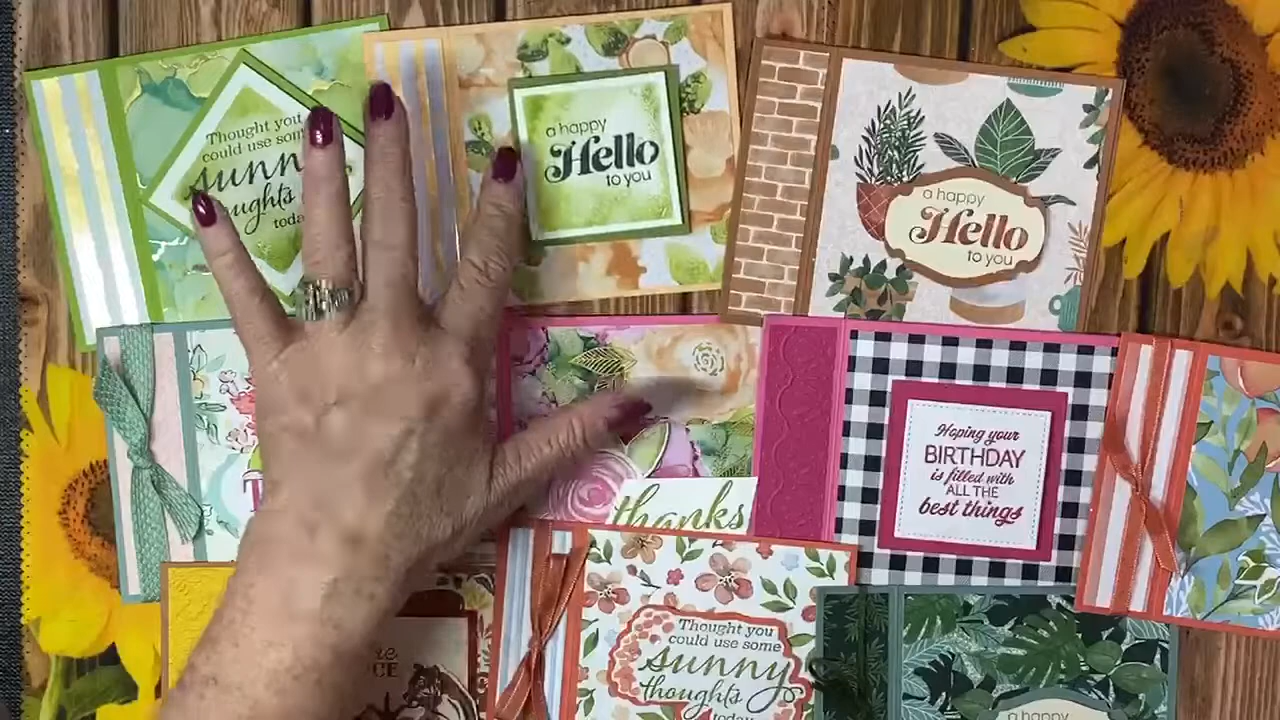 Thought you
could use some
sunny
thoughts
today
a happy
Hello
to you
a happy
Hello
to you
thanks
Hoping your
BIRTHDAY
is filled with
ALL THE
best things
Thought you
could use some
sunny
thoughts
today
a happy